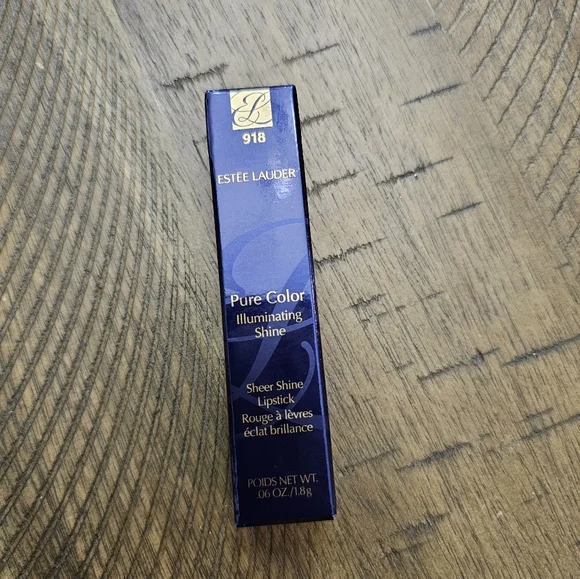 EL
918
ESTĒE LAUDER
Pure Color
Illuminating
Shine
Sheer Shine
Lipstick
Rouge à lèvres
éclat brillance
POIDS NET WT.
.06 OZ./1.8g